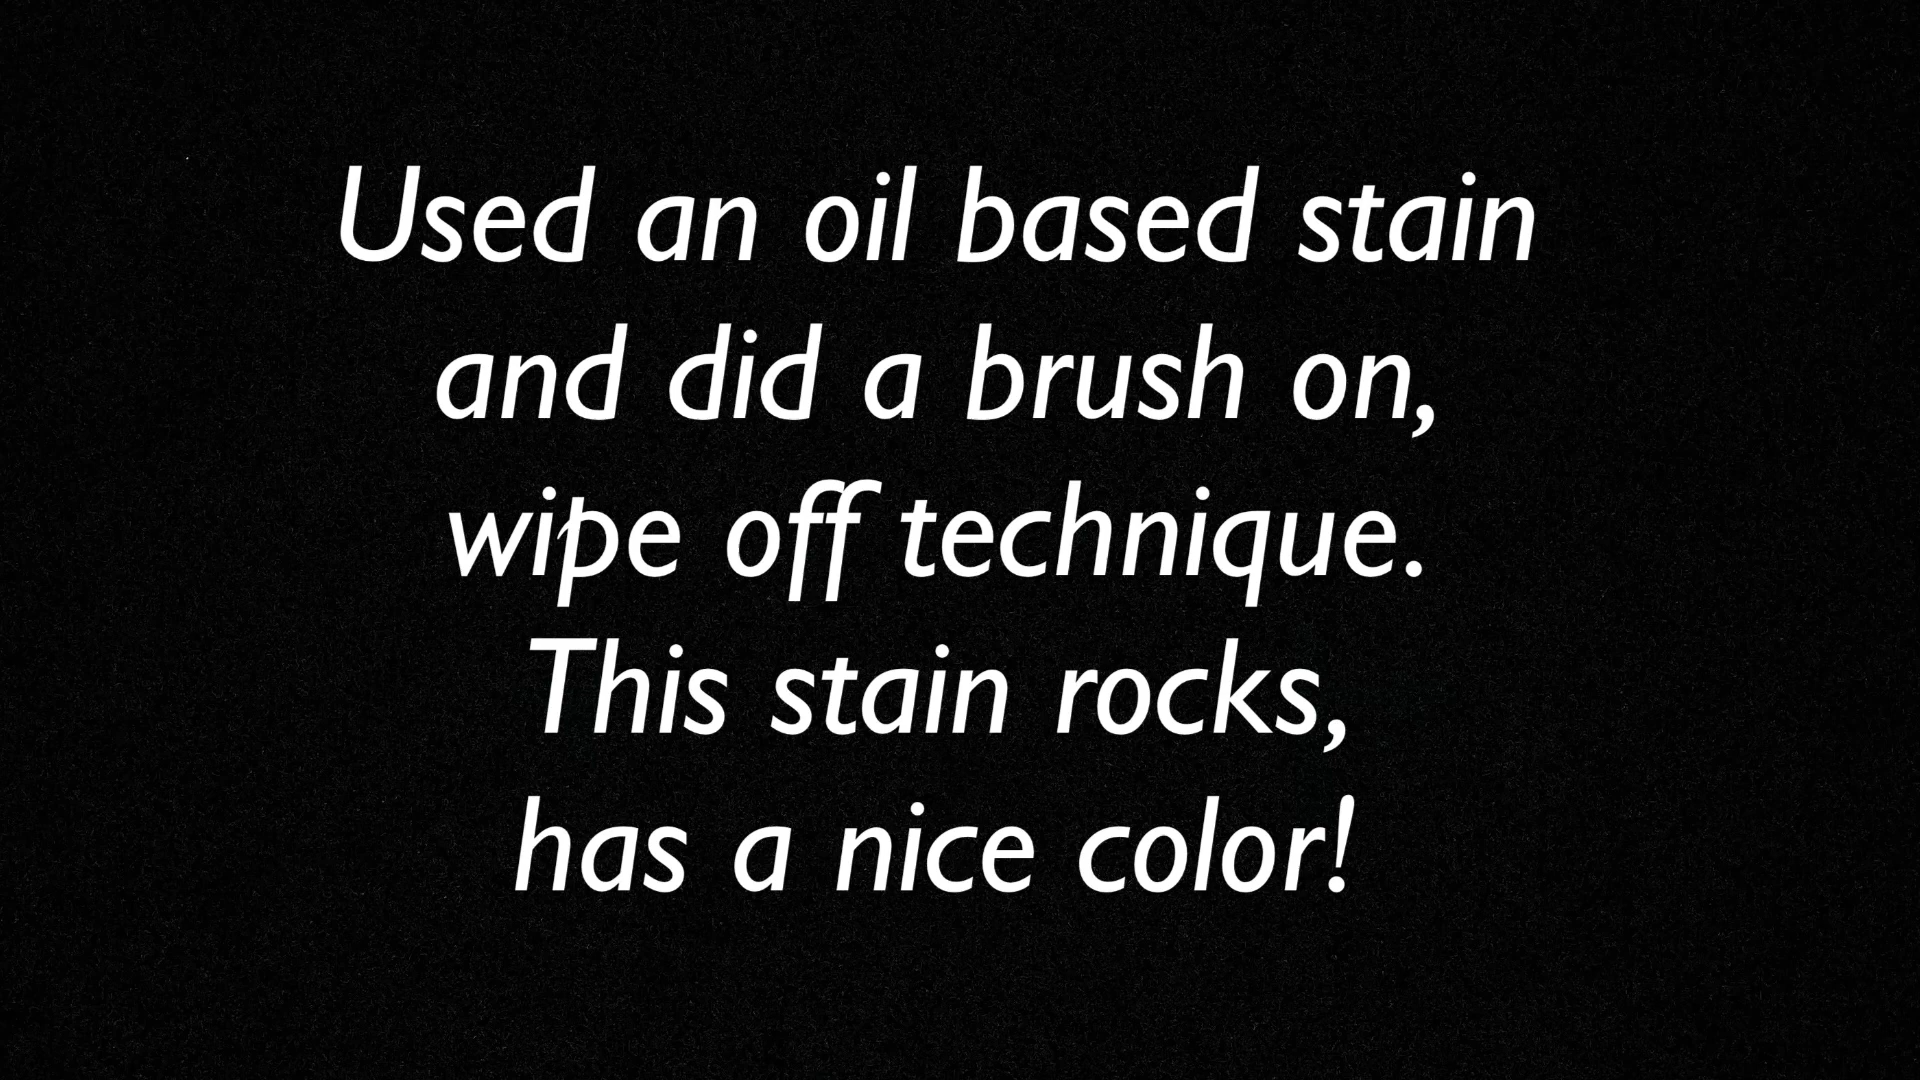 Used an oil based stain
and did a brush on,
wipe off technique.
This stain rocks,
has a nice color!